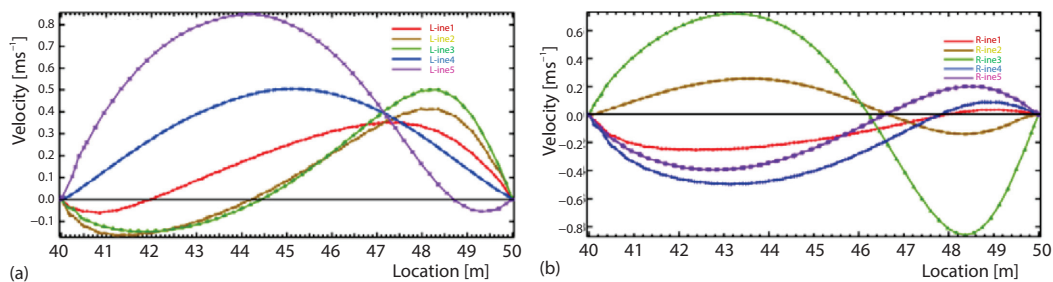 Velocity [ms⁻¹]
0.8
0.7
0.6
0.5
0.4
0.3
0.2
0.1
0.0
−0.1
L-ine1
L-ine2
L-ine3
L-ine4
L-ine5
40 41 42 43 44 45 46 47 48 49 50
(a) Location [m]
Velocity [ms⁻¹]
0.6
0.4
0.2
0.0
−0.2
−0.4
−0.6
−0.8
R-ine1
R-ine2
R-ine3
R-ine4
R-ine5
40 41 42 43 44 45 46 47 48 49 50
(b) Location [m]